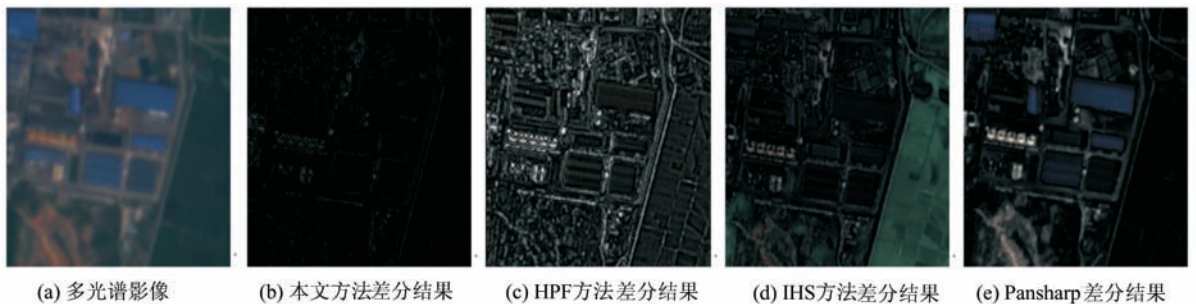 (a) 多光谱影像
(b) 本文方法差分结果
(c) HPF方法差分结果
(d) IHS方法差分结果
(e) Pansharp差分结果